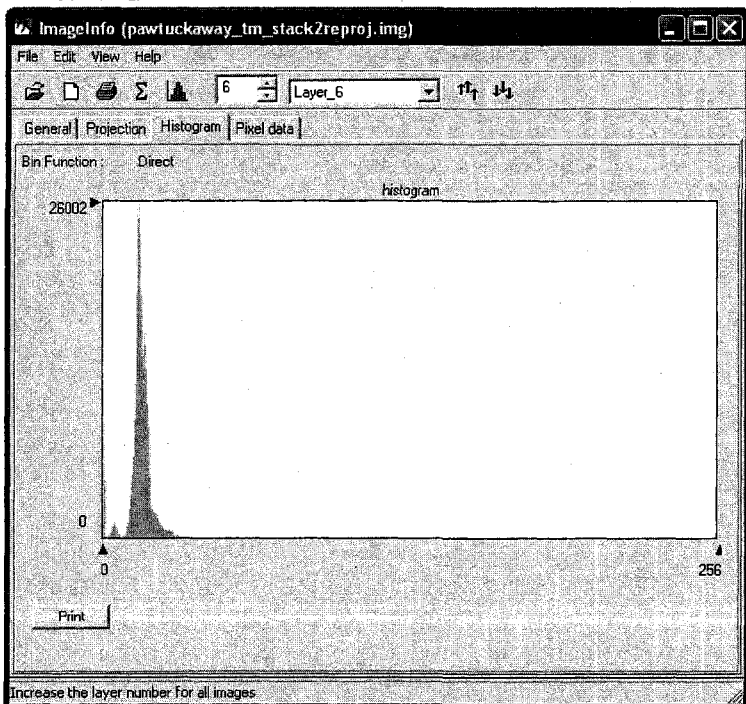 ImageInfo (pawtuckaway_tm_stack2reproj.img)
File Edit View Help
Σ 6 Layer_6
General Projection Histogram Pixel data
Bin Function : Direct
histogram
26002
0
0 256
Print
Increase the layer number for all images